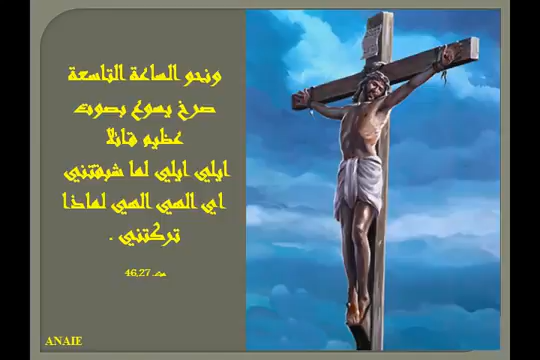 ونحو الساعة التاسعة
صرخ يسوع بصوت
عظيم قائلا
ايلي ايلي لما شبقتني
اي الهي الهي لماذا
تركتني .
مت. 46,27
ANAIE